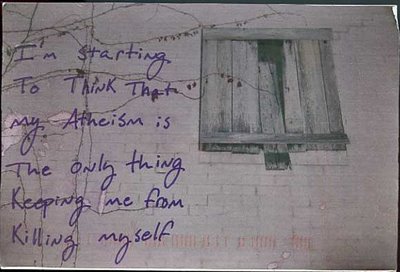 I'm starting
To Think That
my Atheism is
The only thing
Keeping me from
Killing myself